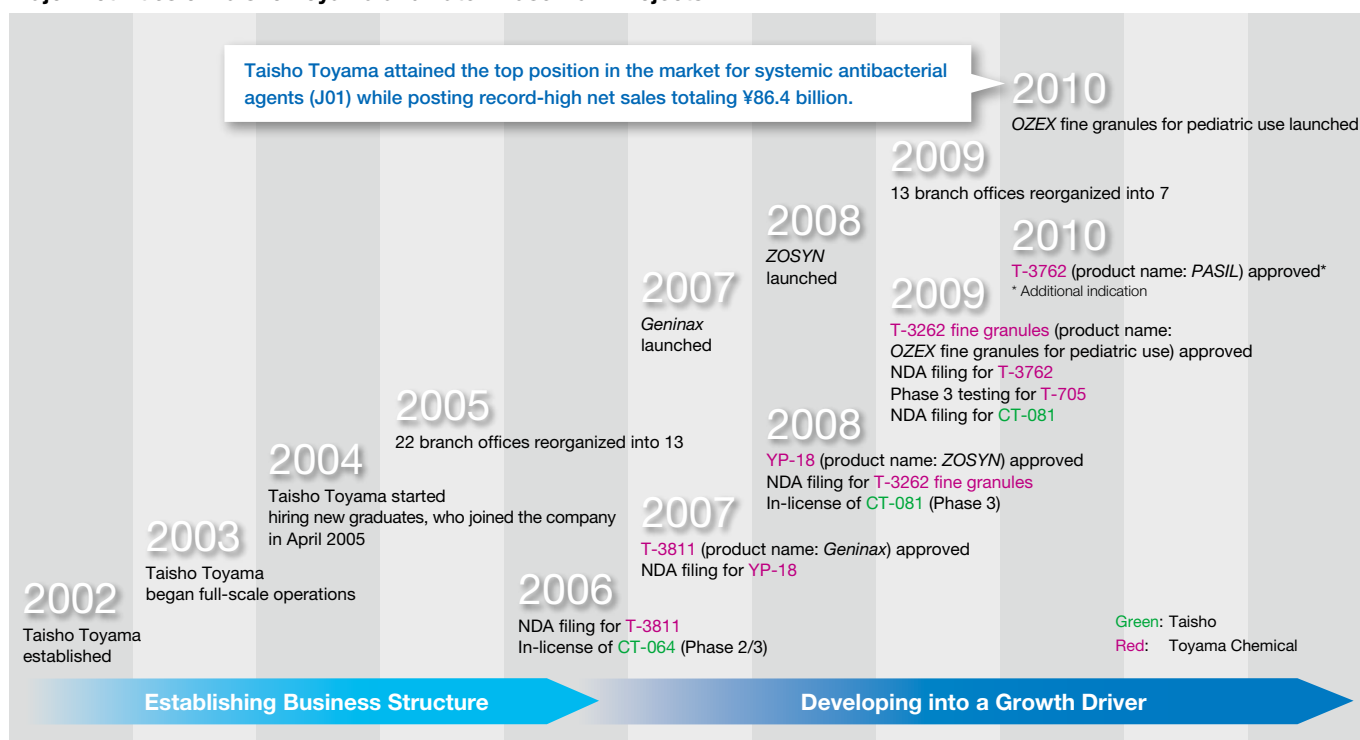 Taisho Toyama attained the top position in the market for systemic antibacterial
agents (J01) while posting record-high net sales totaling ¥86.4 billion.
2010
OZEX fine granules for pediatric use launched
2009
13 branch offices reorganized into 7
2008
ZOSYN
launched
2010
T-3762 (product name: PASIL) approved*
* Additional indication
2007
Geninax
launched
2009
T-3262 fine granules (product name:
OZEX fine granules for pediatric use) approved
NDA filing for T-3762
Phase 3 testing for T-705
NDA filing for CT-081
2005
22 branch offices reorganized into 13
2008
YP-18 (product name: ZOSYN) approved
NDA filing for T-3262 fine granules
In-license of CT-081 (Phase 3)
2004
Taisho Toyama started
hiring new graduates, who joined the company
in April 2005
2007
T-3811 (product name: Geninax) approved
NDA filing for YP-18
2003
Taisho Toyama
began full-scale operations
2006
NDA filing for T-3811
In-license of CT-064 (Phase 2/3)
2002
Taisho Toyama
established
Green: Taisho
Red: Toyama Chemical
Establishing Business Structure
Developing into a Growth Driver